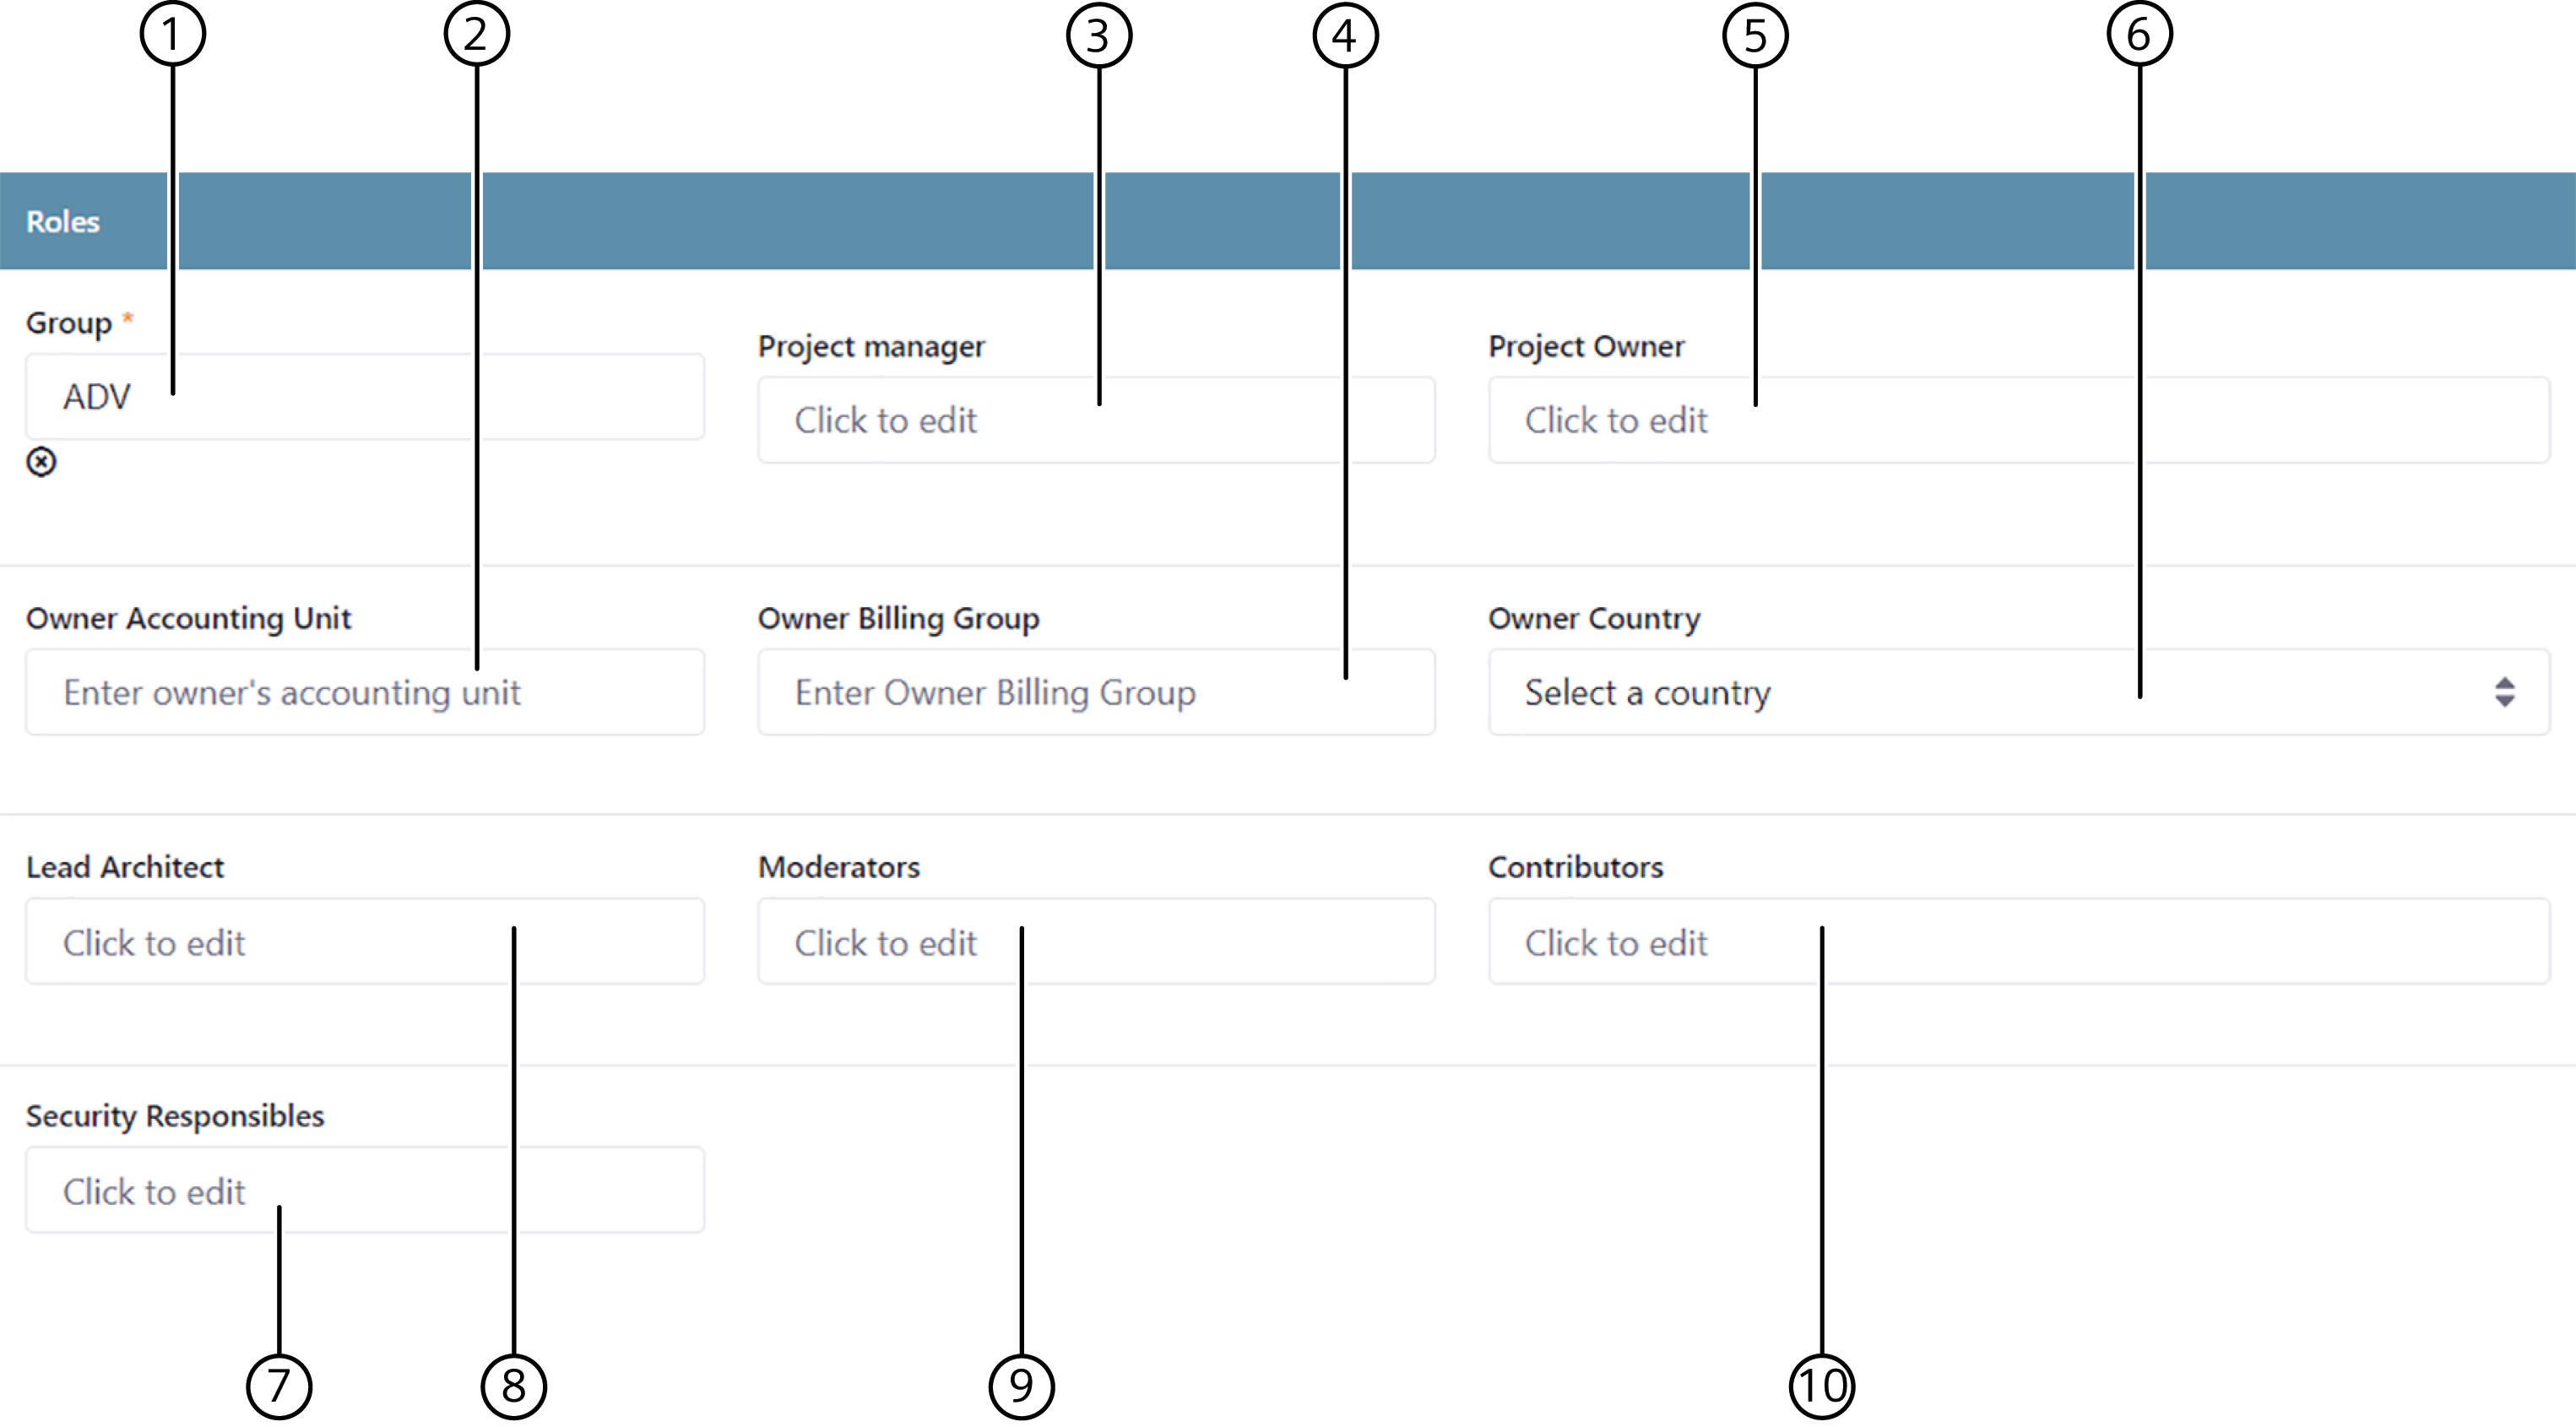 1 2 3 4 5 6
Roles
Group *
Project manager
Project Owner
ADV
Click to edit
Click to edit
Owner Accounting Unit
Owner Billing Group
Owner Country
Enter owner's accounting unit
Enter Owner Billing Group
Select a country
Lead Architect
Moderators
Contributors
Click to edit
Click to edit
Click to edit
Security Responsibles
Click to edit
7 8 9 10